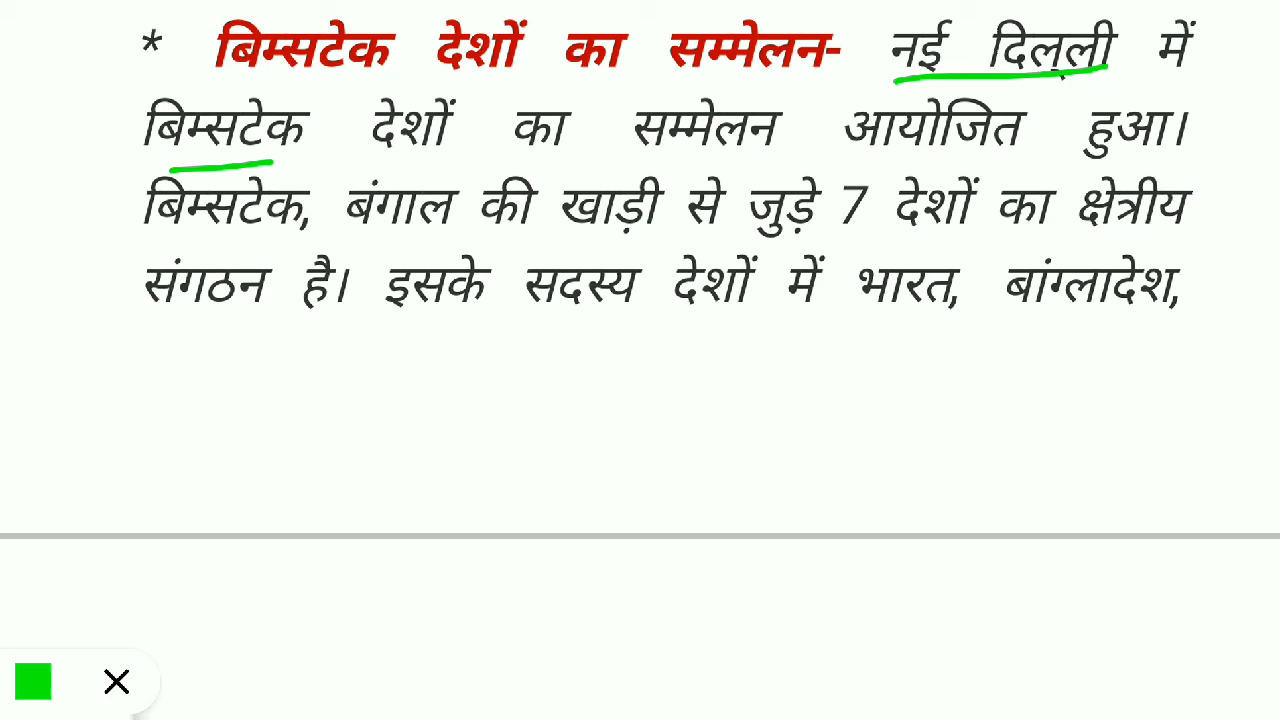 * बिम्सटेक देशों का सम्मेलन- नई दिल्ली में
बिम्सटेक देशों का सम्मेलन आयोजित हुआ।
बिम्सटेक, बंगाल की खाड़ी से जुड़े 7 देशों का क्षेत्रीय
संगठन है। इसके सदस्य देशों में भारत, बांग्लादेश,